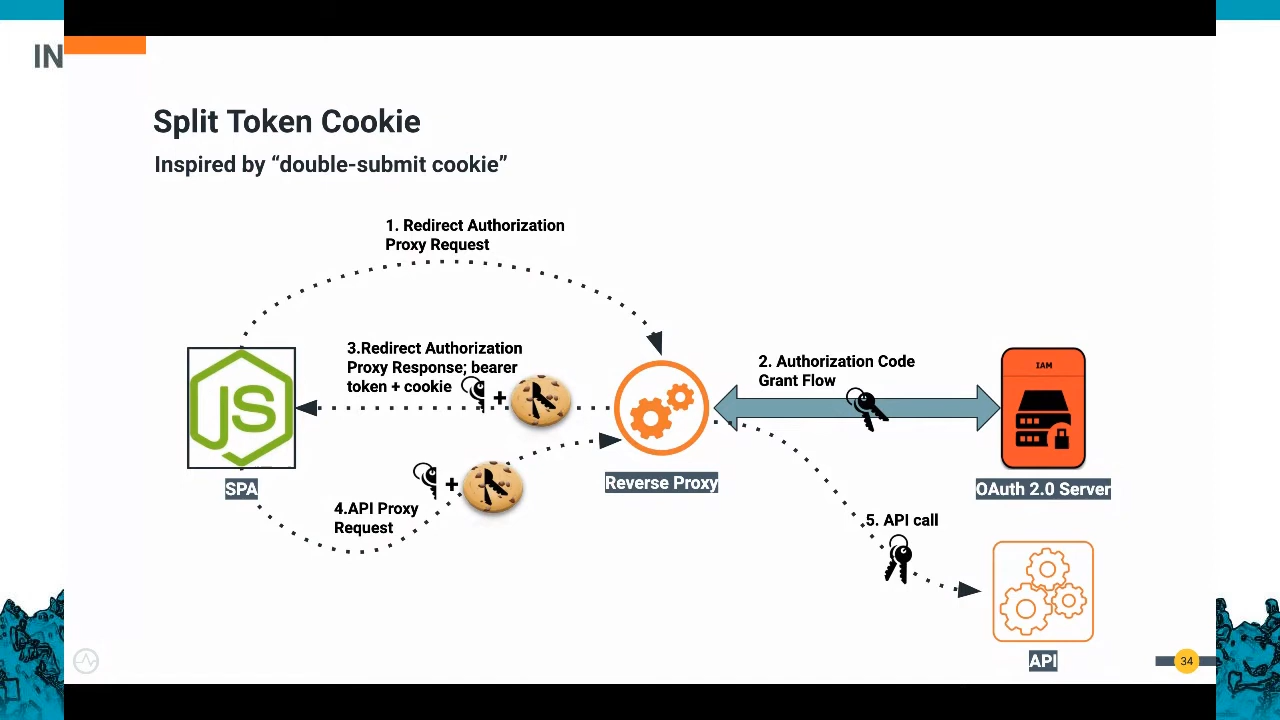 IN
Split Token Cookie
Inspired by “double-submit cookie”
1. Redirect Authorization
Proxy Request
3.Redirect Authorization
Proxy Response; bearer
token + cookie
+
2. Authorization Code
Grant Flow
IAM
JS
SPA
Reverse Proxy
OAuth 2.0 Server
+
4.API Proxy
Request
5. API call
API
34